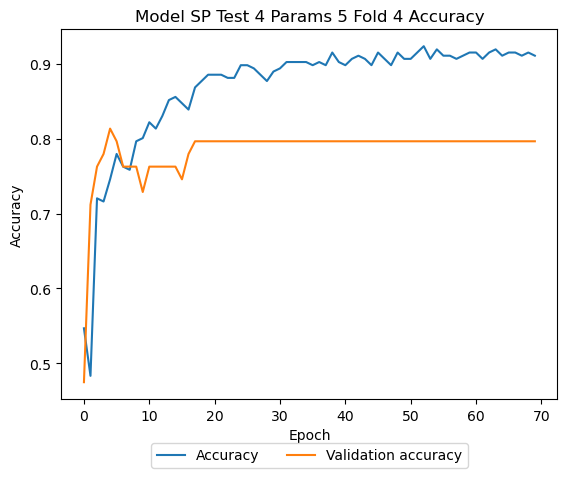 Model SP Test 4 Params 5 Fold 4 Accuracy
Accuracy
0.9
0.8
0.7
0.6
0.5
0 10 20 30 40 50 60 70
Epoch
Accuracy Validation accuracy